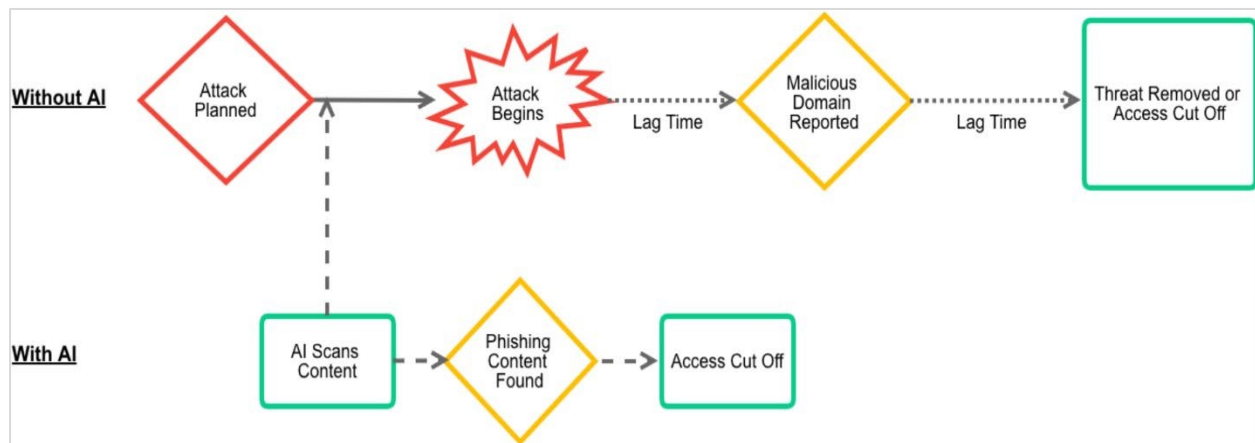 Without AI
Attack
Planned
Attack
Begins
Lag Time
Malicious
Domain
Reported
Lag Time
Threat Removed or
Access Cut Off
With AI
AI Scans
Content
Phishing
Content
Found
Access Cut Off